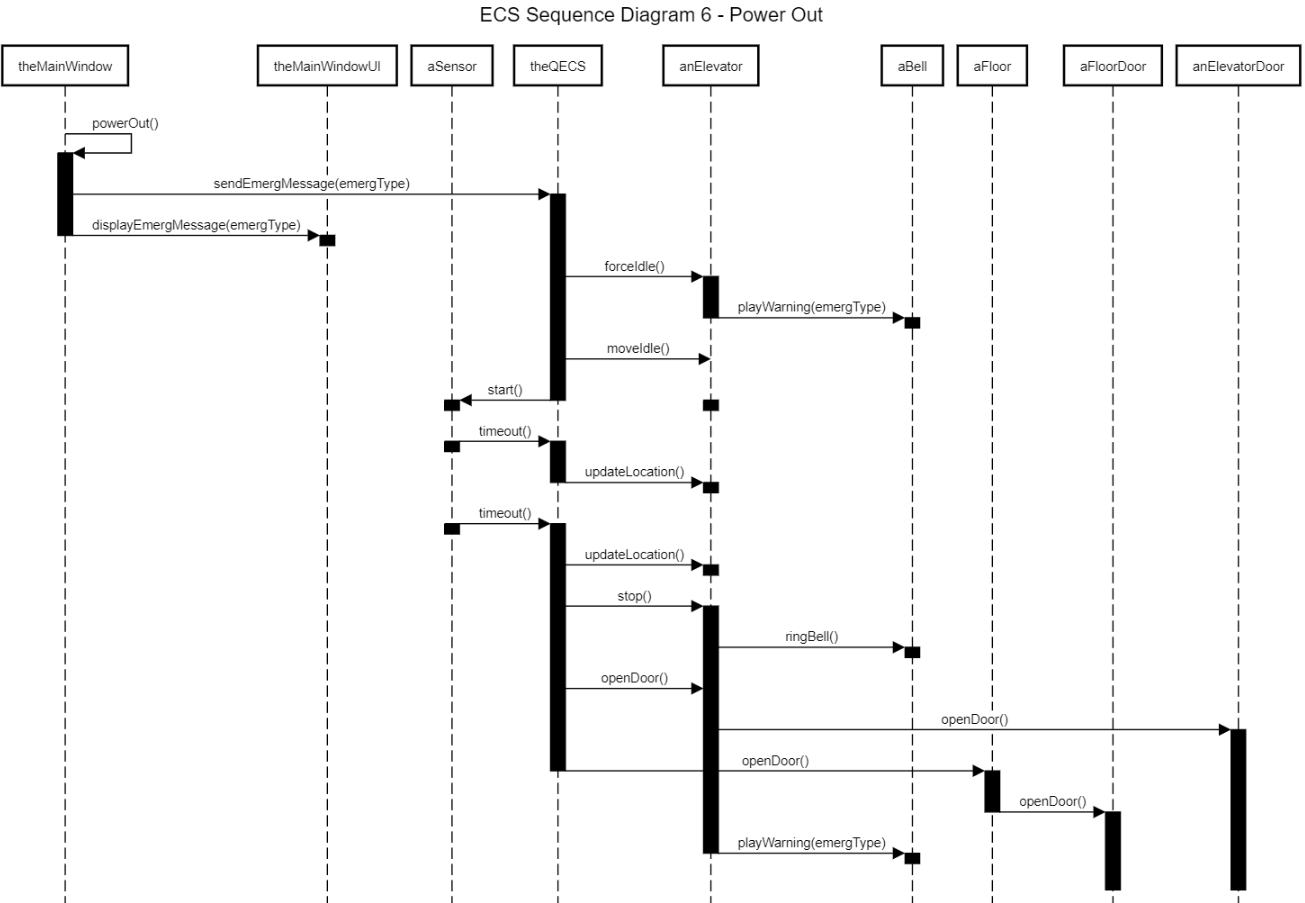 ECS Sequence Diagram 6 - Power Out
theMainWindow
theMainWindowUI
aSensor
theQECS
anElevator
aBell
aFloor
aFloorDoor
anElevatorDoor
powerOut()
sendEmergMessage(emergType)
displayEmergMessage(emergType)
forceIdle()
playWarning(emergType)
moveIdle()
start()
timeout()
updateLocation()
timeout()
updateLocation()
stop()
ringBell()
openDoor()
openDoor()
openDoor()
openDoor()
playWarning(emergType)